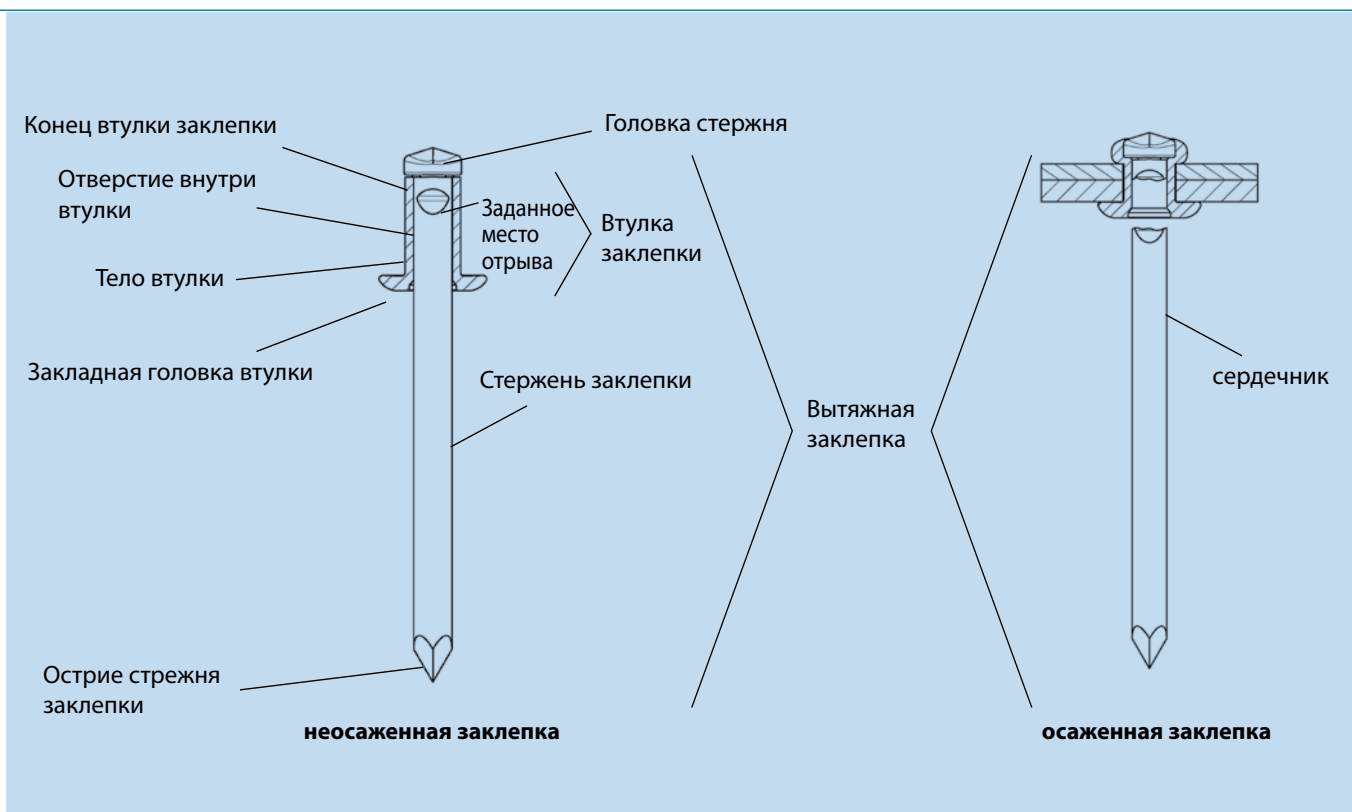 Конец втулки заклепки
Головка стержня
Отверстие внутри
втулки
Заданное
место
отрыва
Втулка
заклепки
Тело втулки
Закладная головка втулки
Стержень заклепки
сердечник
Вытяжная
заклепка
Острие стрежня
заклепки
неосаженная заклепка
осаженная заклепка